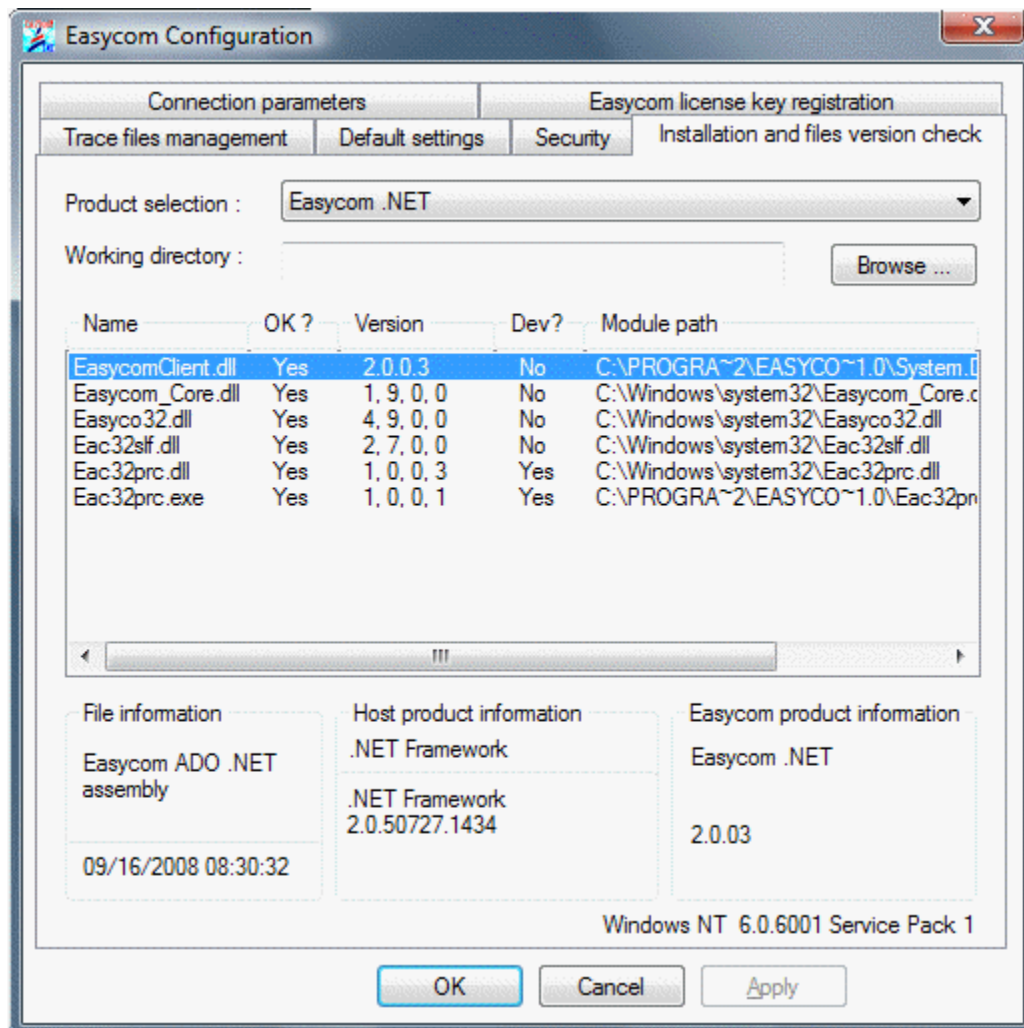 Easycom Configuration
Connection parameters Easycom license key registration
Trace files management Default settings Security Installation and files version check
Product selection : Easycom .NET
Working directory : Browse ...
Name OK ? Version Dev? Module path
EasycomClient.dll Yes 2.0.0.3 No C:\PROGRA~2\EASYCO~1.0\System.D
Easycom_Core.dll Yes 1, 9, 0, 0 No C:\Windows\system32\Easycom_Core.d
Easyco32.dll Yes 4, 9, 0, 0 No C:\Windows\system32\Easyco32.dll
Eac32slf.dll Yes 2, 7, 0, 0 No C:\Windows\system32\Eac32slf.dll
Eac32prc.dll Yes 1, 0, 0, 3 Yes C:\Windows\system32\Eac32prc.dll
Eac32prc.exe Yes 1, 0, 0, 1 Yes C:\PROGRA~2\EASYCO~1.0\Eac32pr
File information Host product information Easycom product information
.NET Framework
Easycom ADO .NET Easycom .NET
assembly
.NET Framework
2.0.50727.1434
2.0.03
09/16/2008 08:30:32
Windows NT 6.0.6001 Service Pack 1
OK Cancel Apply